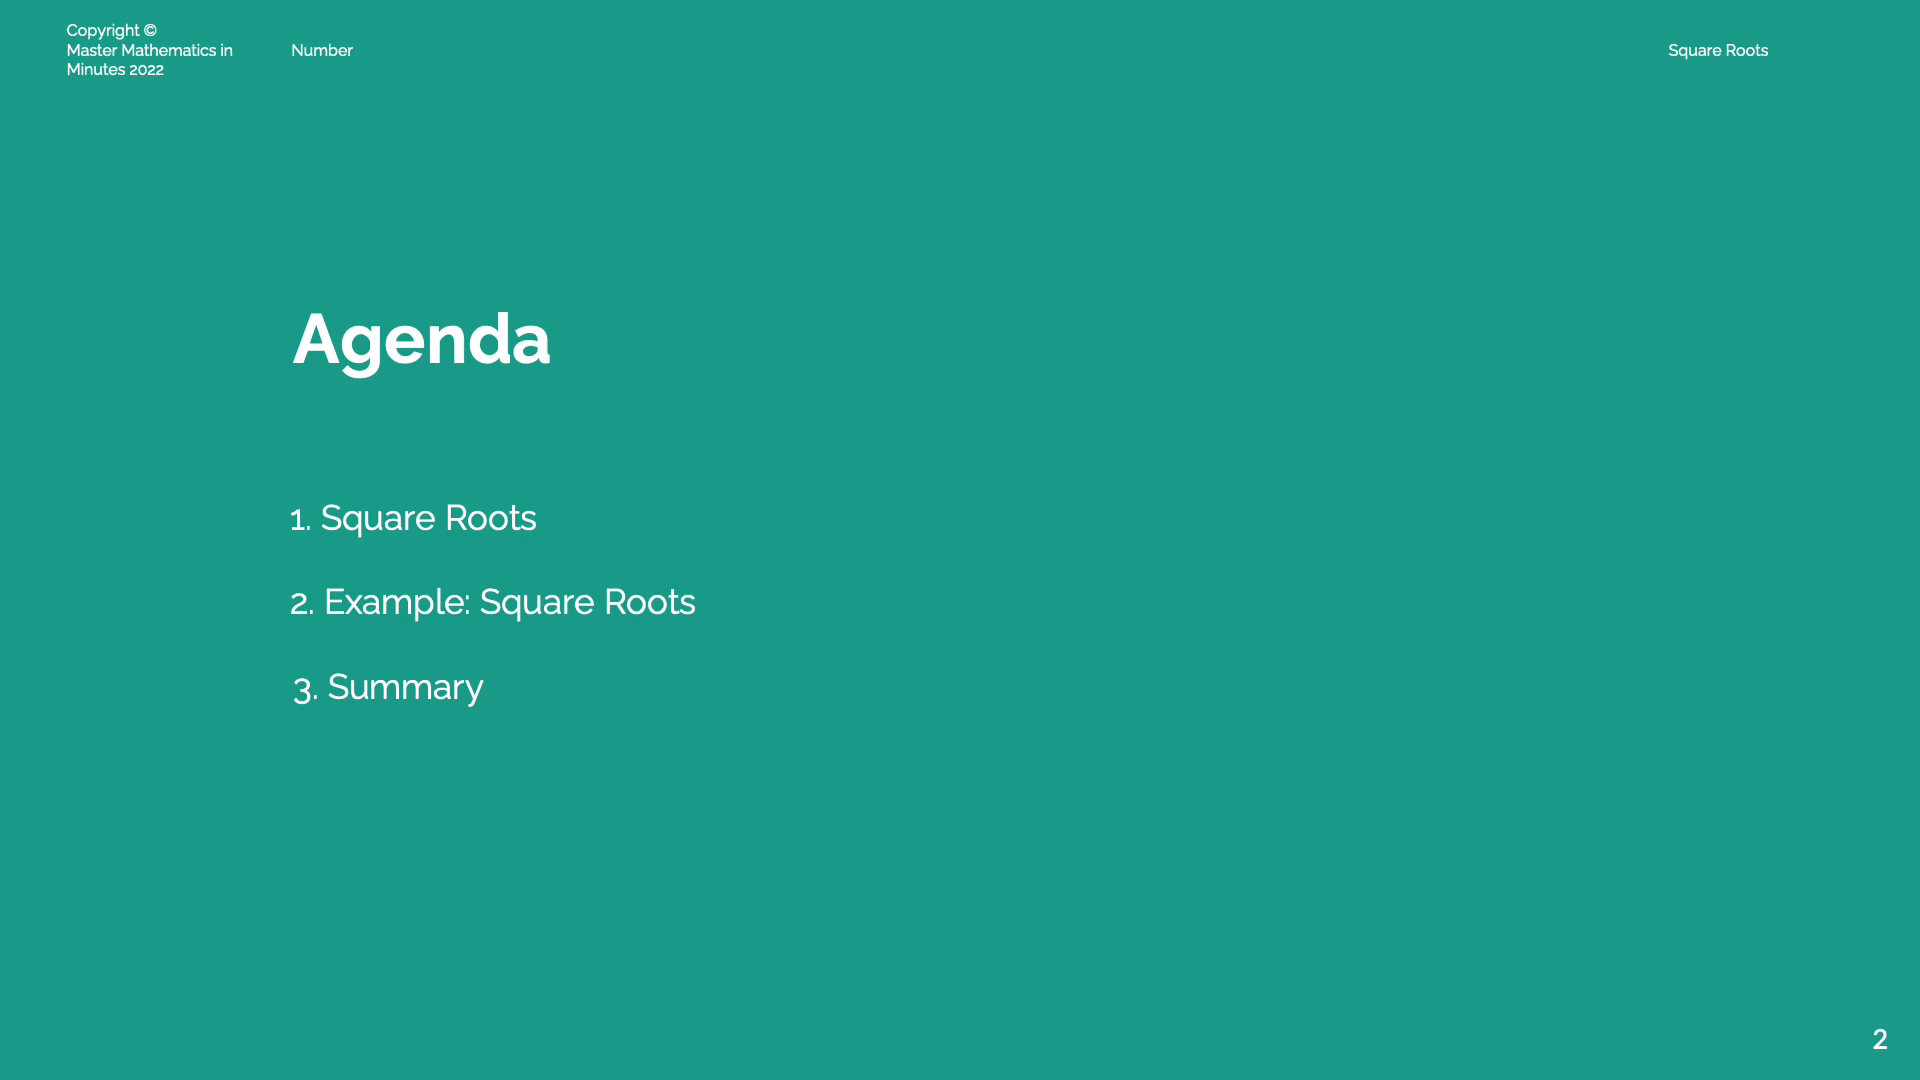 Copyright ©
Master Mathematics in
Minutes 2022
Number
Square Roots
Agenda
1. Square Roots
2. Example: Square Roots
3. Summary
2